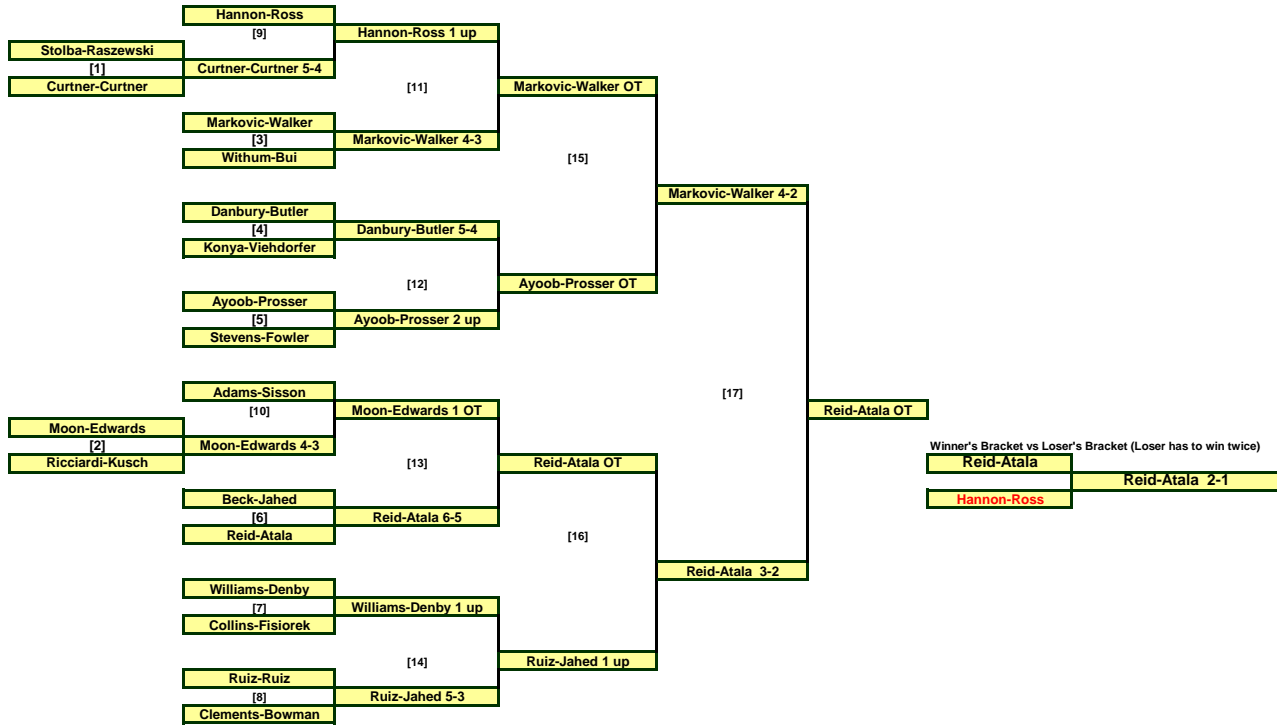 Hannon-Ross
[9]
Hannon-Ross 1 up
Stolba-Raszewski
[1]
Curtner-Curtner 5-4
Curtner-Curtner
[11]
Markovic-Walker OT
Markovic-Walker
[3]
Markovic-Walker 4-3
Withum-Bui
[15]
Markovic-Walker 4-2
Danbury-Butler
[4]
Danbury-Butler 5-4
Konya-Viehdorfer
[12]
Ayoob-Prosser OT
Ayoob-Prosser
[5]
Ayoob-Prosser 2 up
Stevens-Fowler
[17]
Reid-Atala OT
Adams-Sisson
[10]
Moon-Edwards 1 OT
Moon-Edwards
[2]
Moon-Edwards 4-3
Ricciardi-Kusch
[13]
Reid-Atala OT
Beck-Jahed
[6]
Reid-Atala 6-5
Reid-Atala
[16]
Reid-Atala 3-2
Williams-Denby
[7]
Williams-Denby 1 up
Collins-Fisiorek
[14]
Ruiz-Jahed 1 up
Ruiz-Ruiz
[8]
Ruiz-Jahed 5-3
Clements-Bowman
Winner's Bracket vs Loser's Bracket (Loser has to win twice)
Reid-Atala
Reid-Atala 2-1
Hannon-Ross